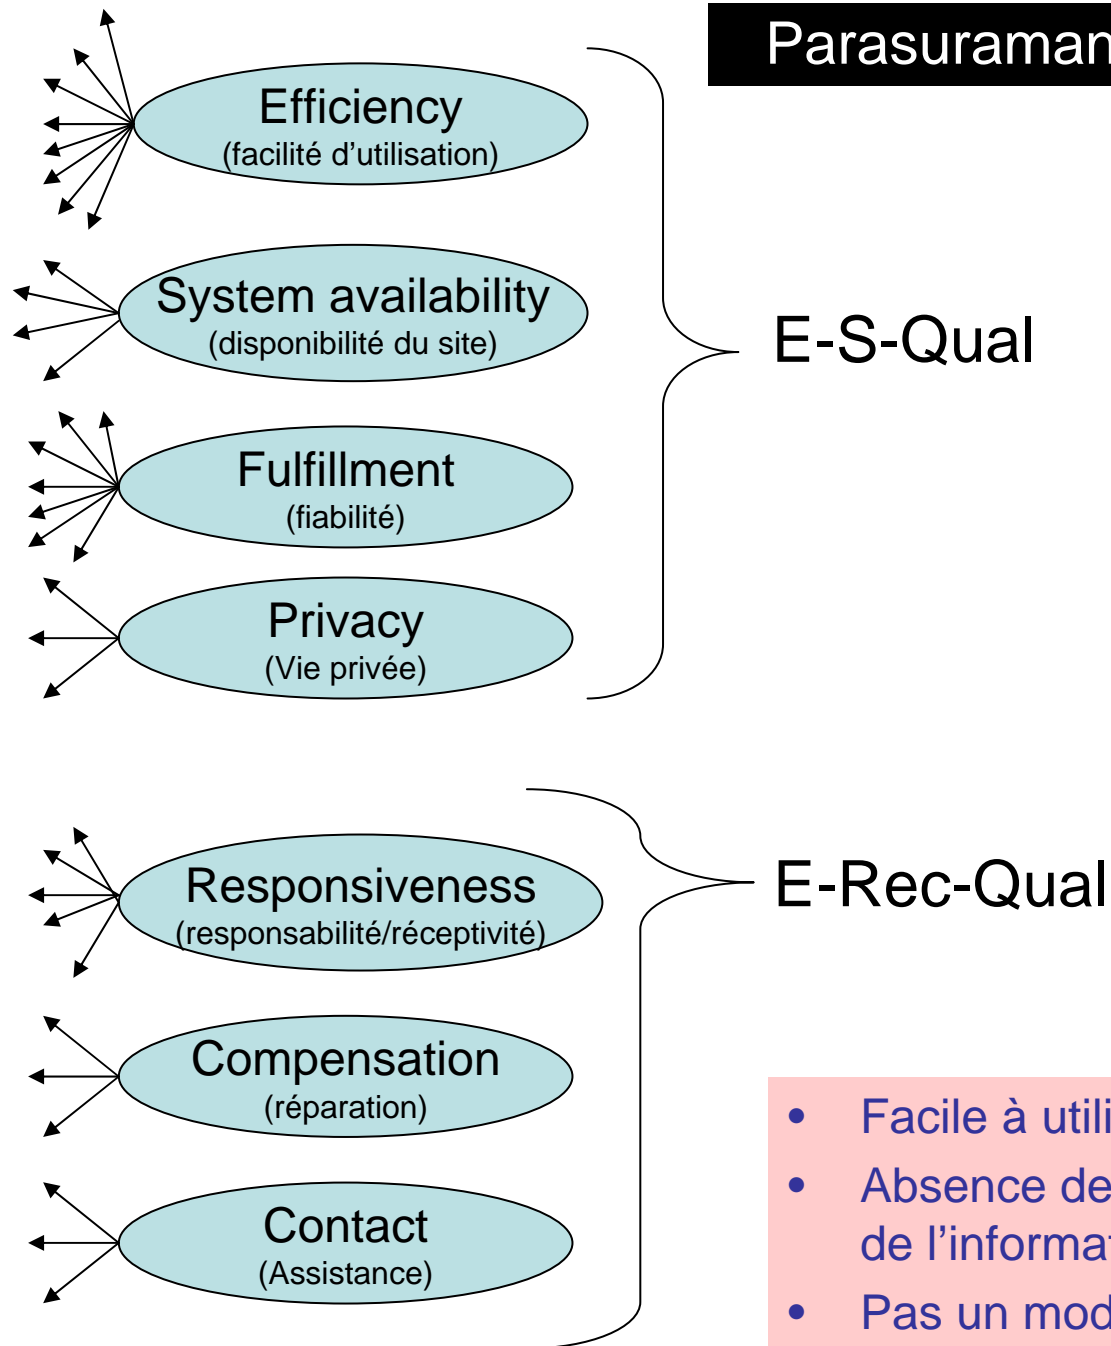 Parasuraman
Efficiency
(facilité d'utilisation)
System availability
(disponibilité du site)
E-S-Qual
Fulfillment
(fiabilité)
Privacy
(Vie privée)
Responsiveness
(responsabilité/réceptivité)
E-Rec-Qual
Compensation
(réparation)
Contact
(Assistance)
• Facile à utili
• Absence de
de l'informat
• Pas un mod